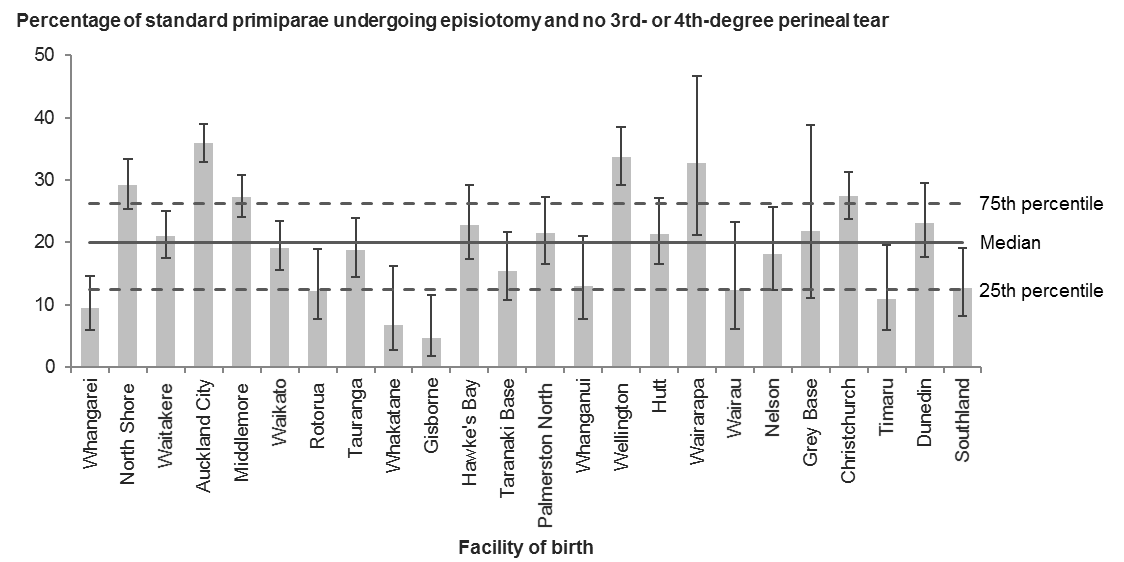 Percentage of standard primiparae undergoing episiotomy and no 3rd- or 4th-degree perineal tear
50
40
30
20
10
0
75th percentile
Median
25th percentile
Whangarei
North Shore
Waitakere
Auckland City
Middlemore
Waikato
Rotorua
Tauranga
Whakatane
Gisborne
Hawke's Bay
Taranaki Base
Palmerston North
Whanganui
Wellington
Hutt
Wairarapa
Wairau
Nelson
Grey Base
Christchurch
Timaru
Dunedin
Southland
Facility of birth